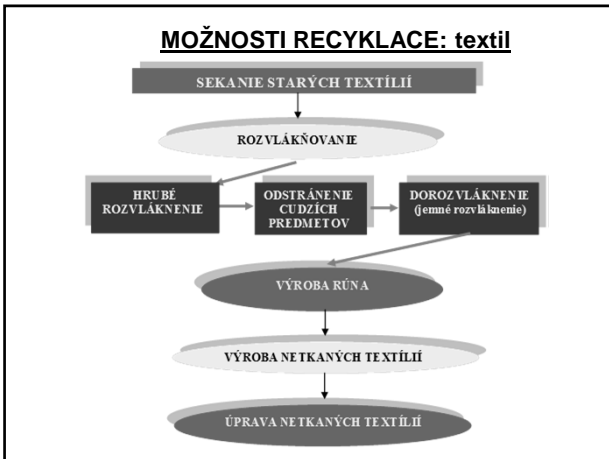 MOŽNOSTI RECYKLACE: textil
SEKANIE STARÝCH TEXTÍLIÍ
ROZVLÁKŇOVANIE
HRUBÉ
ROZVLÁKNENIE
ODSTRÁNENIE
CUDZÍCH
PREDMETOV
DOROZVLÁKNENIE
(jemné rozvláknenie)
VÝROBA RÚNA
VÝROBA NETKANÝCH TEXTÍLIÍ
ÚPRAVA NETKANÝCH TEXTÍLIÍ